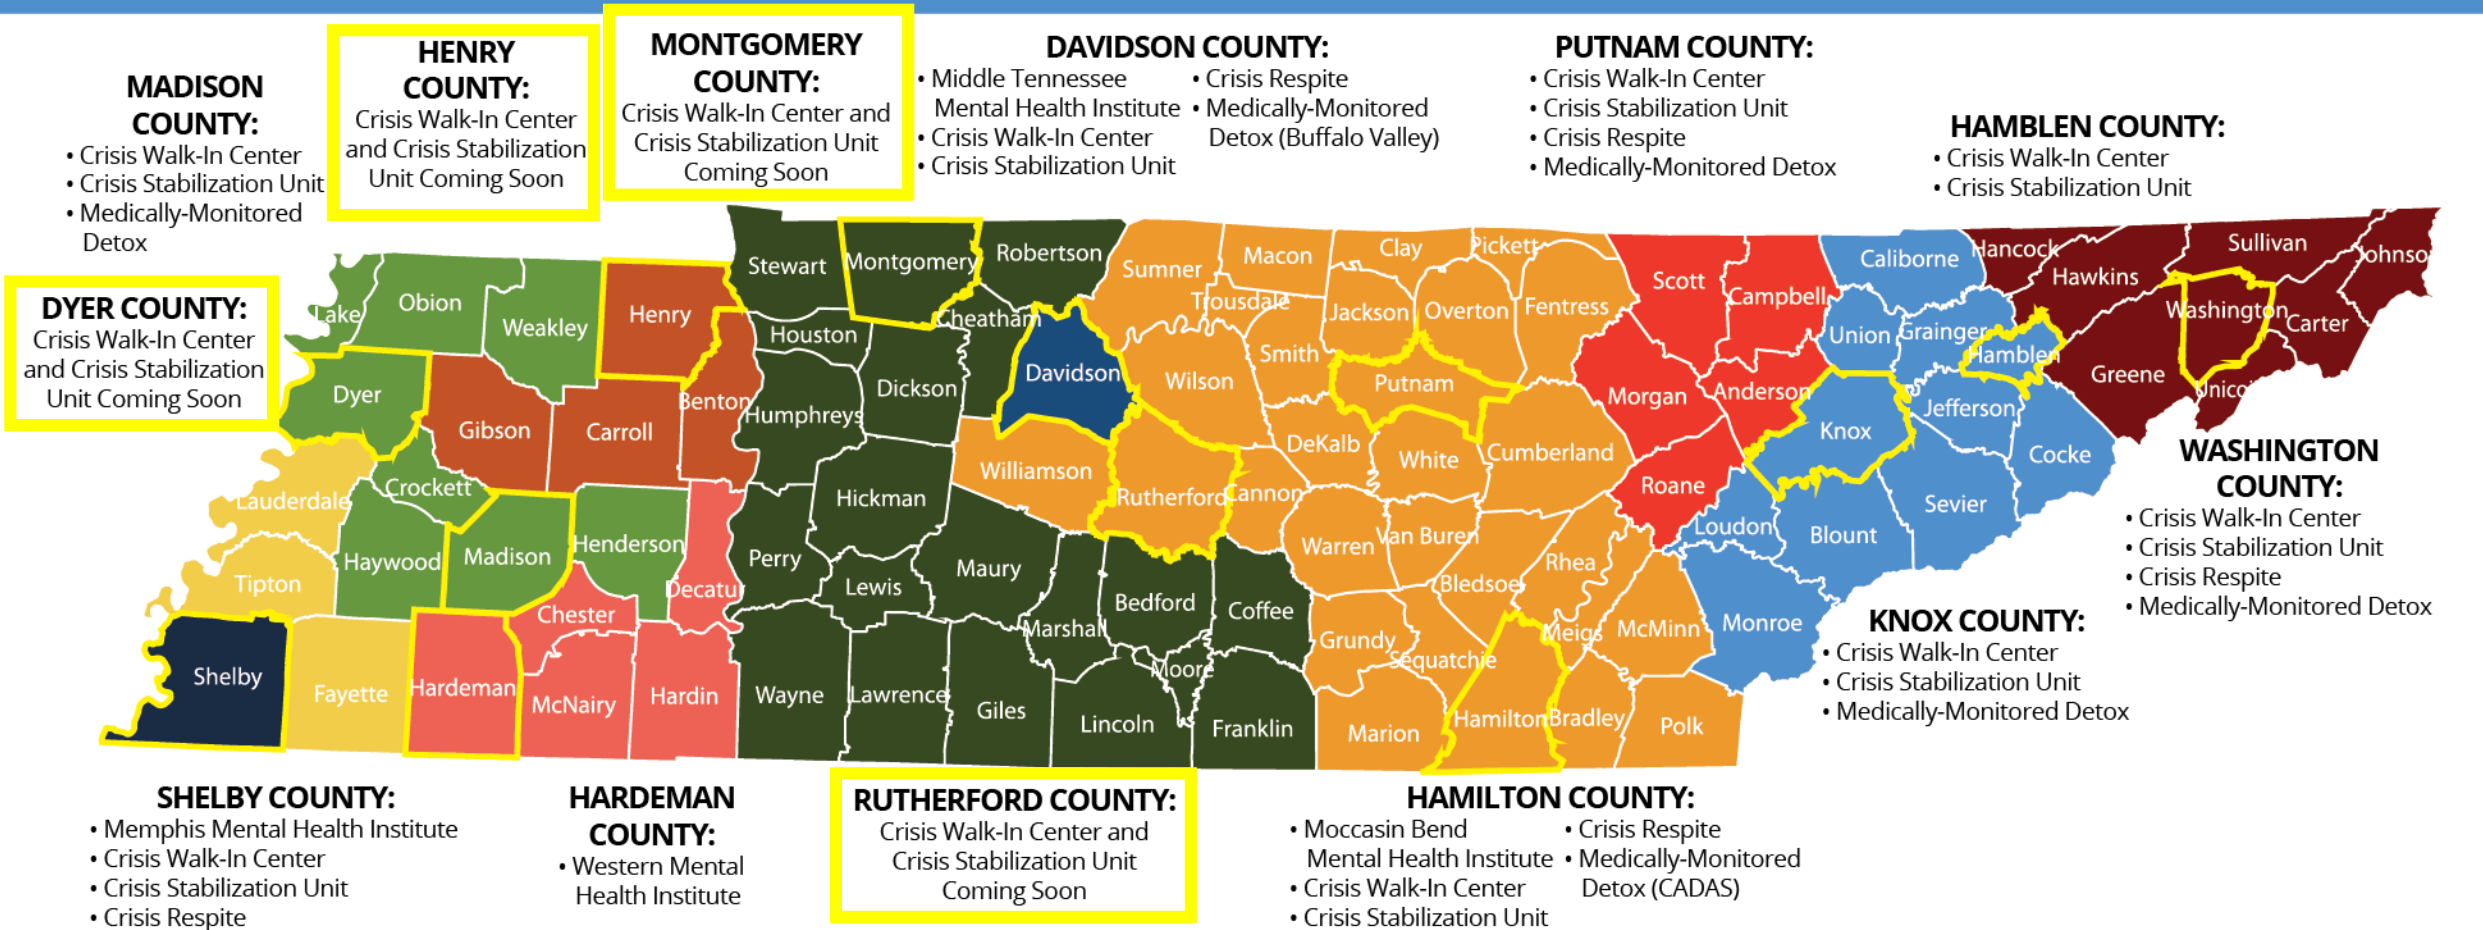 MADISON
COUNTY:
• Crisis Walk-In Center
• Crisis Stabilization Unit
• Medically-Monitored
Detox
HENRY
COUNTY:
Crisis Walk-In Center
and Crisis Stabilization
Unit Coming Soon
MONTGOMERY
COUNTY:
Crisis Walk-In Center and
Crisis Stabilization Unit
Coming Soon
DAVIDSON COUNTY:
• Middle Tennessee
Mental Health Institute
• Crisis Walk-In Center
• Crisis Stabilization Unit
• Crisis Respite
• Medically-Monitored
Detox (Buffalo Valley)
PUTNAM COUNTY:
• Crisis Walk-In Center
• Crisis Stabilization Unit
• Crisis Respite
• Medically-Monitored Detox
HAMBLEN COUNTY:
• Crisis Walk-In Center
• Crisis Stabilization Unit
DYER COUNTY:
Crisis Walk-In Center
and Crisis Stabilization
Unit Coming Soon
Lake
Obion
Weakley
Henry
Stewart
Montgomery
Robertson
Sumner
Macon
Trousdale
Clay
Pickett
Jackson
Overton
Fentress
Scott
Campbell
Caliborne
Hancock
Hawkins
Sullivan
Johnso
Washington
Carter
Unicoi
Greene
Union
Grainger
Hamblen
Jefferson
Cocke
Dyer
Gibson
Carroll
Benton
Houston
Humphreys
Dickson
Cheatham
Davidson
Wilson
Smith
Putnam
DeKalb
White
Cumberland
Morgan
Anderson
Knox
Roane
Loudon
Blount
Sevier
Monroe
Lauderdale
Crockett
Tipton
Haywood
Madison
Henderson
Decatur
Chester
Perry
Hickman
Lewis
Maury
Williamson
Rutherford
Cannon
Warren
Van Buren
Bledsoe
Rhea
Meigs
McMinn
Marshall
Bedford
Coffee
Grundy
Sequatchie
Shelby
Fayette
Hardeman
McNairy
Hardin
Wayne
Lawrence
Giles
Lincoln
Moore
Franklin
Marion
Hamilton
Bradley
Polk
WASHINGTON
COUNTY:
• Crisis Walk-In Center
• Crisis Stabilization Unit
• Crisis Respite
• Medically-Monitored Detox
KNOX COUNTY:
• Crisis Walk-In Center
• Crisis Stabilization Unit
• Medically-Monitored Detox
SHELBY COUNTY:
• Memphis Mental Health Institute
• Crisis Walk-In Center
• Crisis Stabilization Unit
• Crisis Respite
HARDEMAN
COUNTY:
• Western Mental
Health Institute
RUTHERFORD COUNTY:
Crisis Walk-In Center and
Crisis Stabilization Unit
Coming Soon
HAMILTON COUNTY:
• Moccasin Bend
Mental Health Institute
• Crisis Walk-In Center
• Crisis Stabilization Unit
• Crisis Respite
• Medically-Monitored
Detox (CADAS)